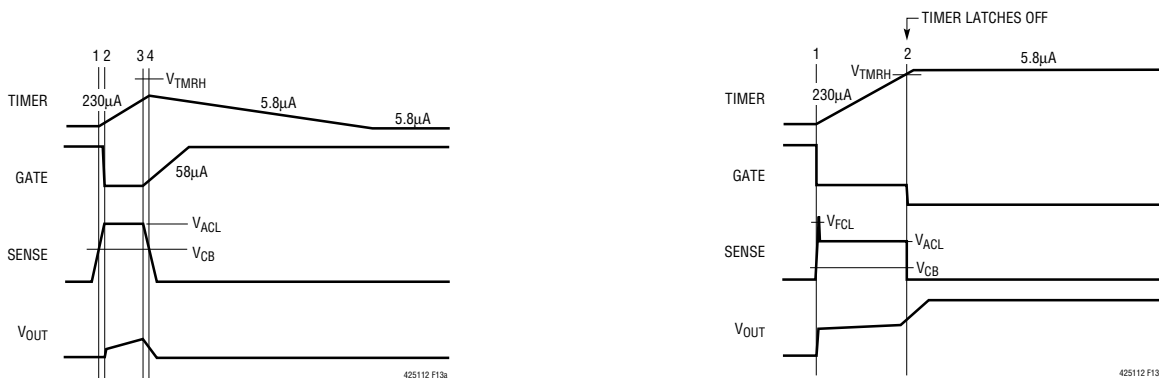 1 2 3 4
V_TMRH
TIMER
230µA
5.8µA
5.8µA
GATE
58µA
V_ACL
SENSE
V_CB
V_OUT
425112 F13a
TIMER LATCHES OFF
1 2
5.8µA
V_TMRH
TIMER
230µA
GATE
V_FCL
V_ACL
SENSE
V_CB
V_OUT
425112 F13